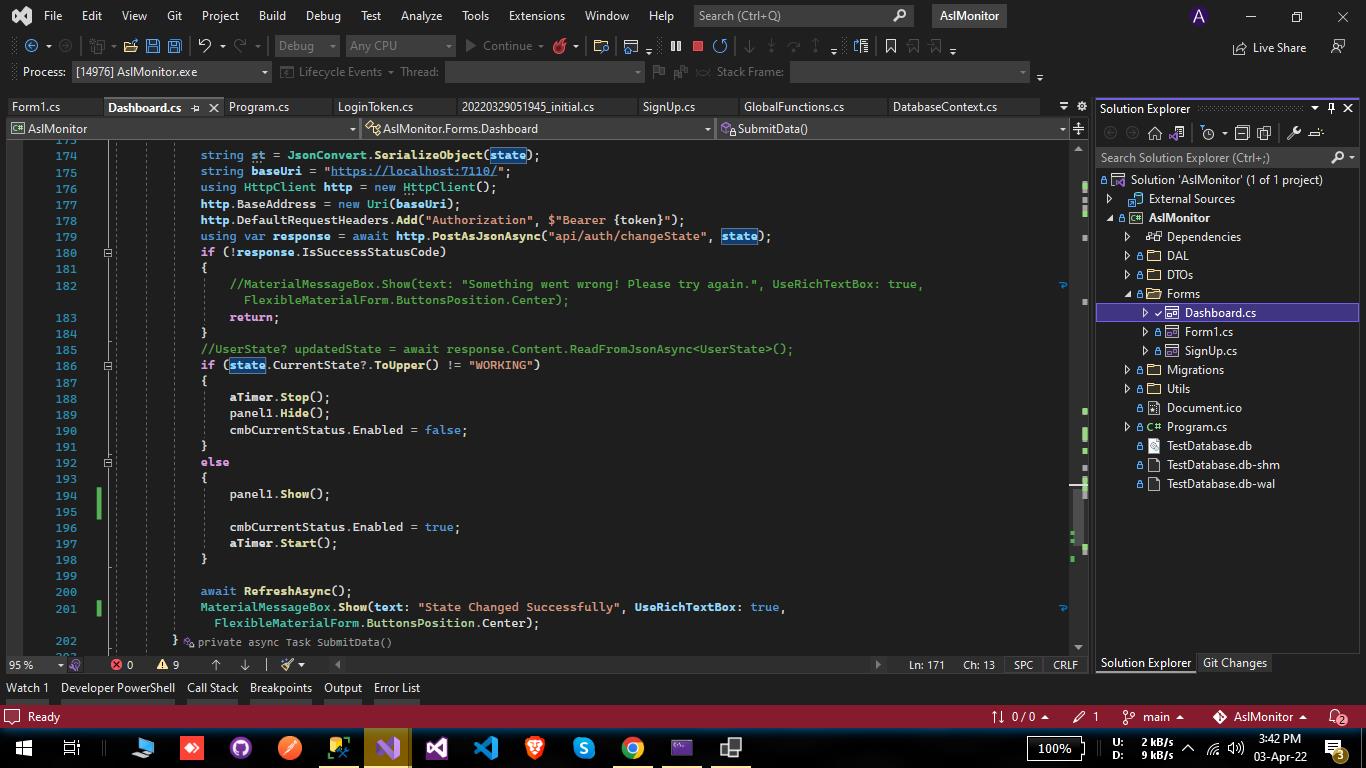 File Edit View Git Project Build Debug Test Analyze Tools Extensions Window Help Search (Ctrl+Q) AslMonitor A
Debug Any CPU Continue Live Share
Process: [14976] AslMonitor.exe Lifecycle Events Thread: Stack Frame:
Form1.cs Dashboard.cs Program.cs LoginToken.cs 20220329051945_initial.cs SignUp.cs GlobalFunctions.cs DatabaseContext.cs
AslMonitor AslMonitor.Forms.Dashboard SubmitData()
174 string st = JsonConvert.SerializeObject(state);
175 string baseUri = "https://localhost:7110/";
176 using HttpClient http = new HttpClient();
177 http.BaseAddress = new Uri(baseUri);
178 http.DefaultRequestHeaders.Add("Authorization", $"Bearer {token}");
179 using var response = await http.PostAsJsonAsync("api/auth/changeState", state);
180 if (!response.IsSuccessStatusCode)
181 {
182 //MaterialMessageBox.Show(text: "Something went wrong! Please try again.", UseRichTextBox: true,
FlexibleMaterialForm.ButtonsPosition.Center);
183 return;
184 }
185 //UserState? updatedState = await response.Content.ReadFromJsonAsync<UserState>();
186 if (state.CurrentState?.ToUpper() != "WORKING")
187 {
188 aTimer.Stop();
189 panel1.Hide();
190 cmbCurrentStatus.Enabled = false;
191 }
192 else
193 {
194 panel1.Show();
195
196 cmbCurrentStatus.Enabled = true;
197 aTimer.Start();
198 }
199
200 await RefreshAsync();
201 MaterialMessageBox.Show(text: "State Changed Successfully", UseRichTextBox: true,
FlexibleMaterialForm.ButtonsPosition.Center);
202 } private async Task SubmitData()
95 % 0 9 Ln: 171 Ch: 13 SPC CRLF
Solution Explorer
Search Solution Explorer (Ctrl+;)
Solution 'AslMonitor' (1 of 1 project)
External Sources
AslMonitor
Dependencies
DAL
DTOs
Forms
Dashboard.cs
Form1.cs
SignUp.cs
Migrations
Utils
Document.ico
Program.cs
TestDatabase.db
TestDatabase.db-shm
TestDatabase.db-wal
Solution Explorer Git Changes
Watch 1 Developer PowerShell Call Stack Breakpoints Output Error List
Ready 0 / 0 1 main AslMonitor 2
100% U: 2 kB/s 3:42 PM
D: 9 kB/s 03-Apr-22 3